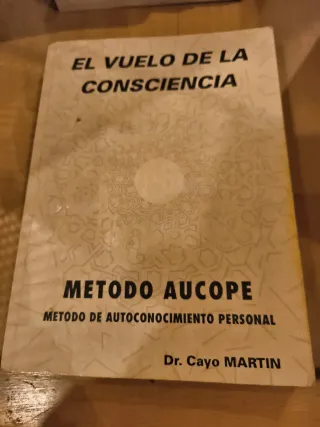 EL VUELO DE LA
CONSCIENCIA
METODO AUCOPE
METODO DE AUTOCONOCIMIENTO PERSONAL
Dr. Cayo MARTIN